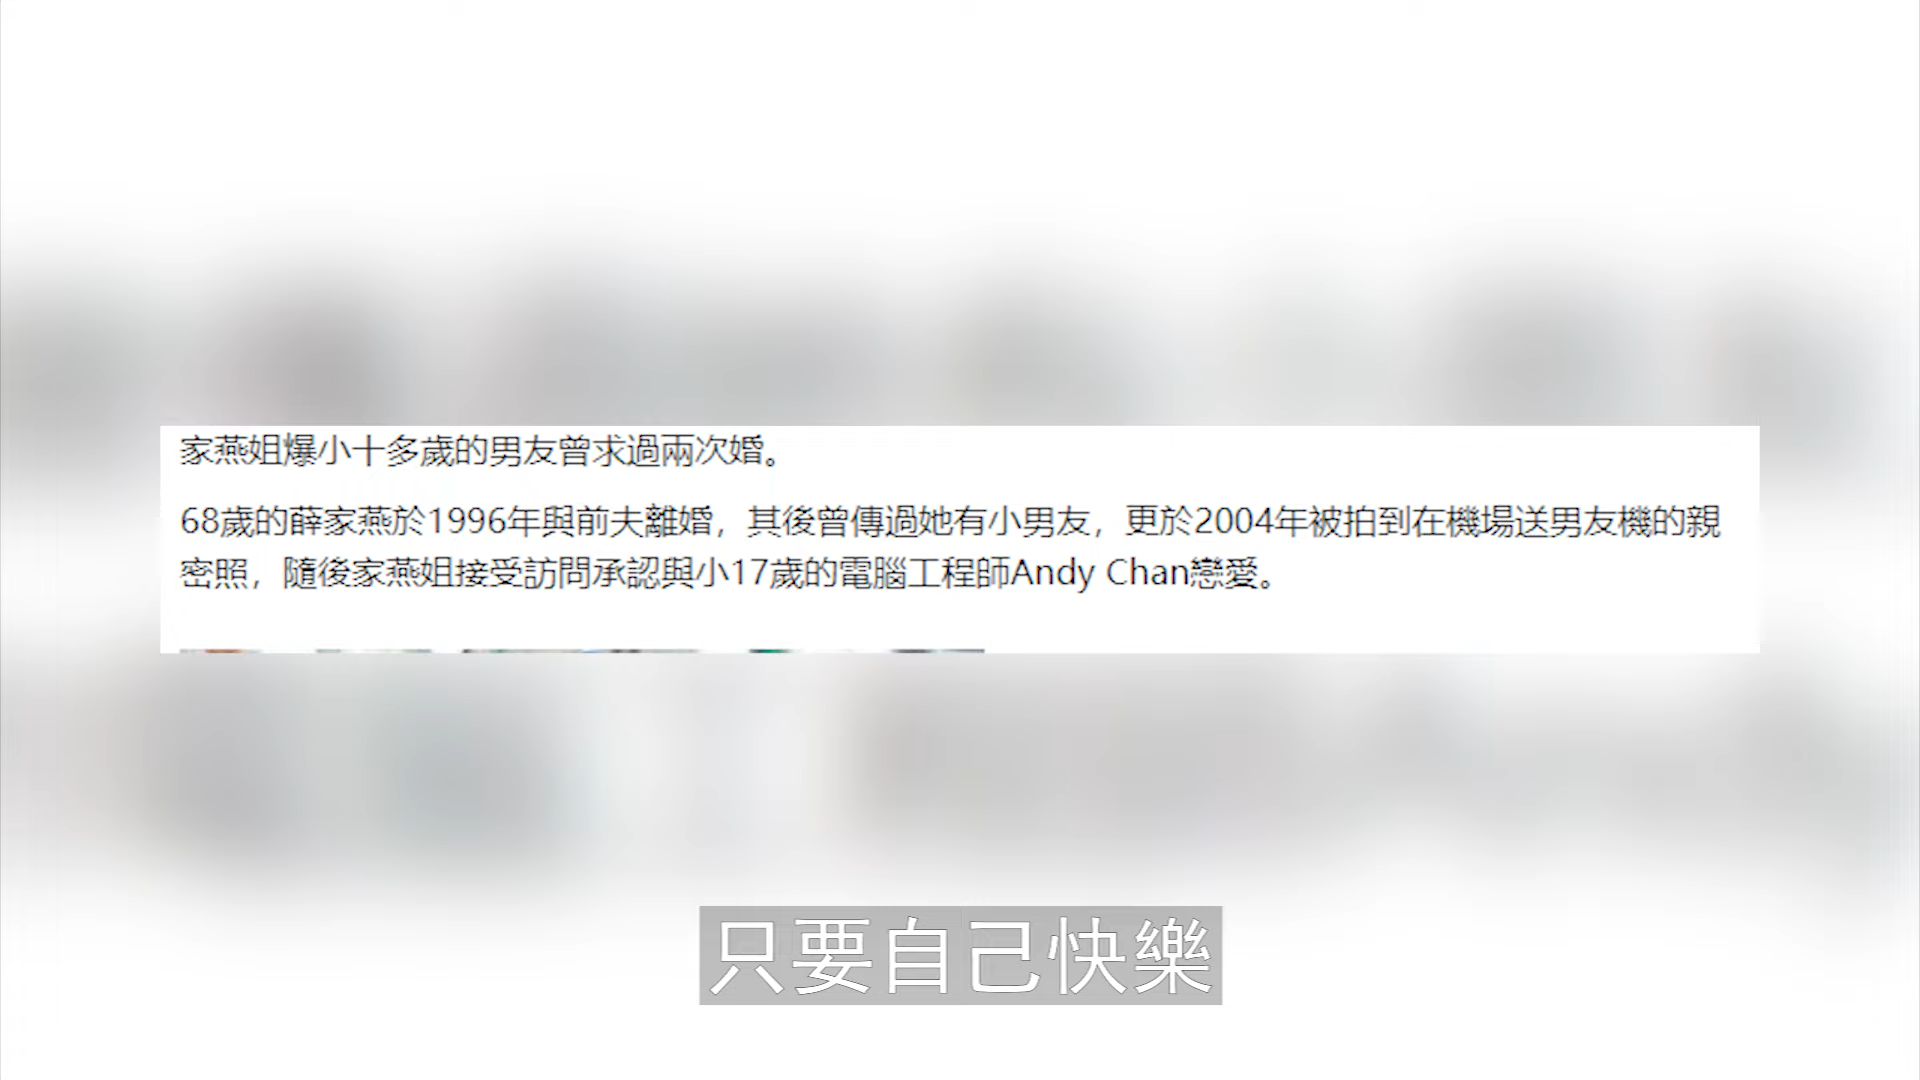 家燕姐爆小十多歲的男友曾求過兩次婚。
68歲的薛家燕於1996年與前夫離婚，其後曾傳過她有小男友，更於2004年被拍到在機場送男友機的親
密照，隨後家燕姐接受訪問承認與小17歲的電腦工程師Andy Chan戀愛。
只要自己快樂